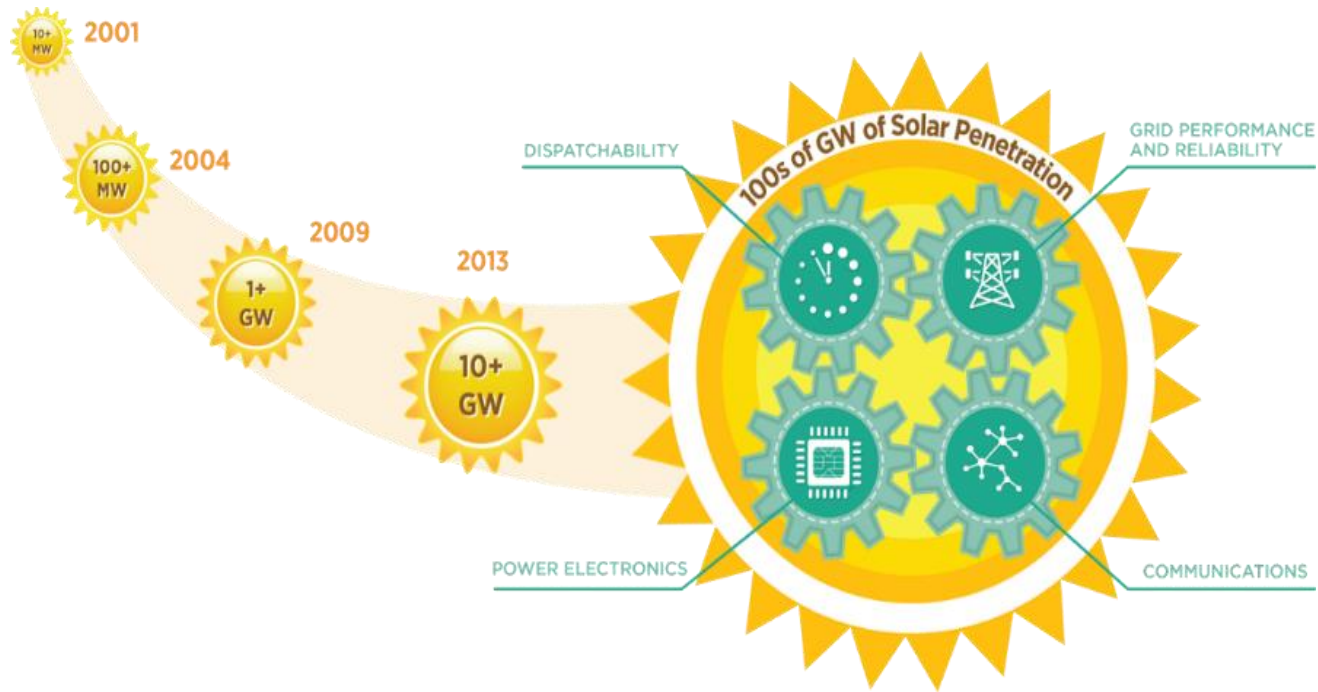 10+
MW
2001
100+
MW
2004
1+
GW
2009
10+
GW
2013
100s of GW of Solar Penetration
DISPATCHABILITY
GRID PERFORMANCE
AND RELIABILITY
POWER ELECTRONICS
COMMUNICATIONS